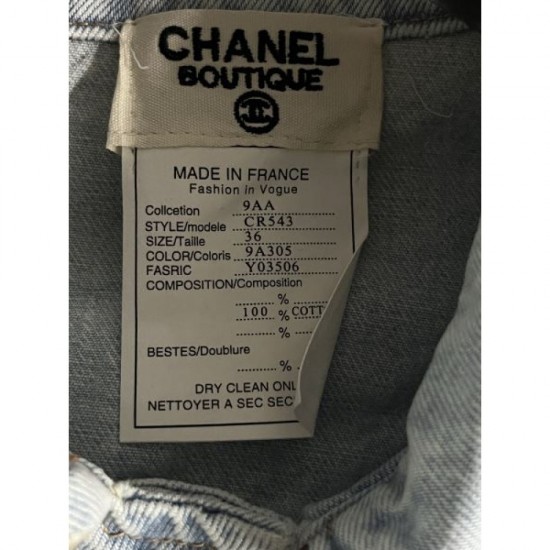 CHANEL
BOUTIQUE
MADE IN FRANCE
Fashion in Vogue
Collcetion 9AA
STYLE/modele CR543
SIZE/Taille 36
COLOR/Coloris 9A305
FASRIC Y03506
COMPOSITION/Composition
%
100 % COTT
%
BESTES/Doublure %
DRY CLEAN ONL
NETTOYER A SEC SEC